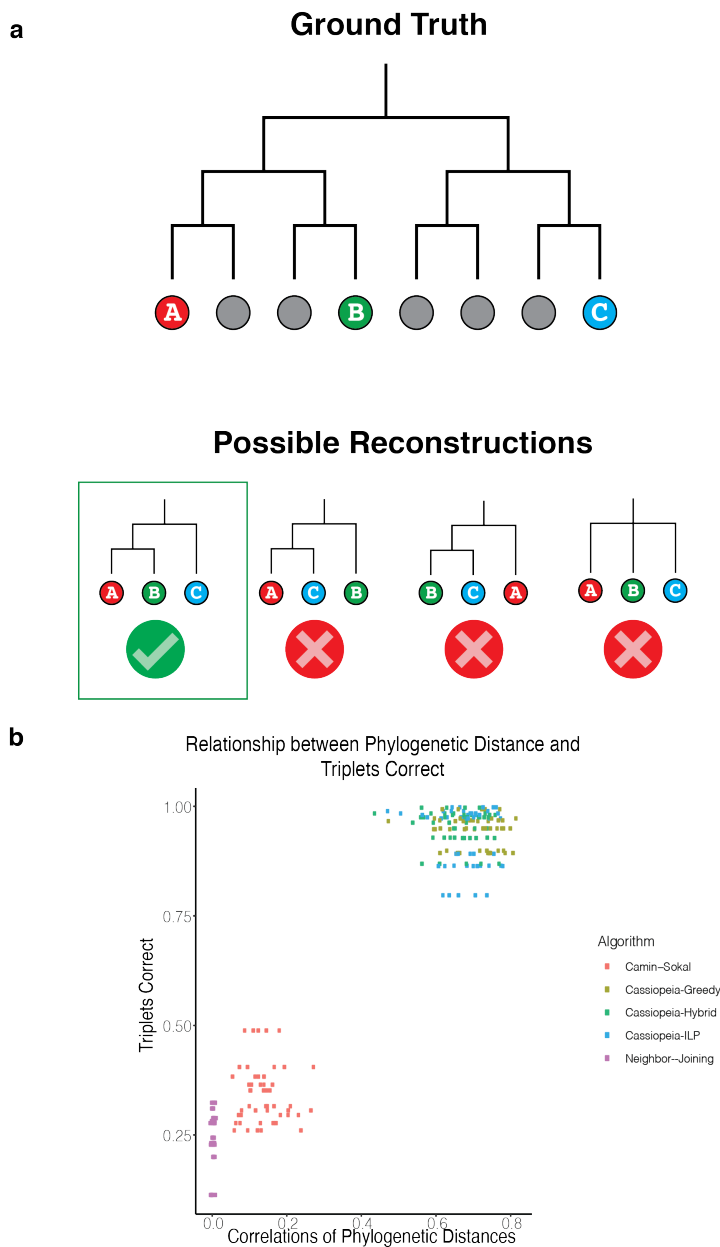 a
Ground Truth
A
B
C
Possible Reconstructions
A B C
A C B
B C A
A B C
b
Relationship between Phylogenetic Distance and
Triplets Correct
Triplets Correct
1.00
0.75
0.50
0.25
0.0 0.2 0.4 0.6 0.8
Correlations of Phylogenetic Distances
Algorithm
Camin–Sokal
Cassiopeia-Greedy
Cassiopeia-Hybrid
Cassiopeia-ILP
Neighbor--Joining